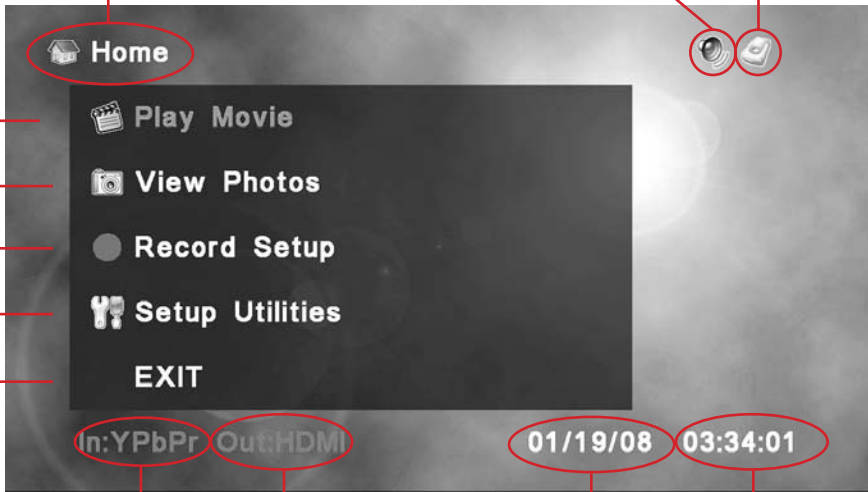 Home
Play Movie
View Photos
Record Setup
Setup Utilities
EXIT
In:YPbPr Out:HDMI 01/19/08 03:34:01